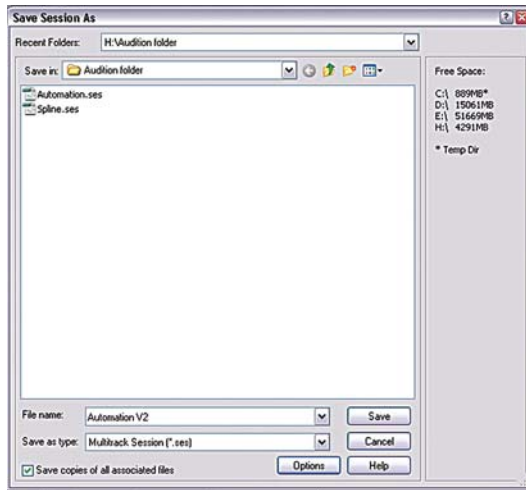 Save Session As
Recent Folders: H:\Audition folder
Save in: Audition folder
Automation.ses
Spline.ses
Free Space:
C:\ 889MB*
D:\ 15061MB
E:\ 51669MB
H:\ 4291MB
* Temp Dir
File name: Automation V2
Save
Save as type: Multitrack Session (*.ses)
Cancel
Save copies of all associated files
Options
Help